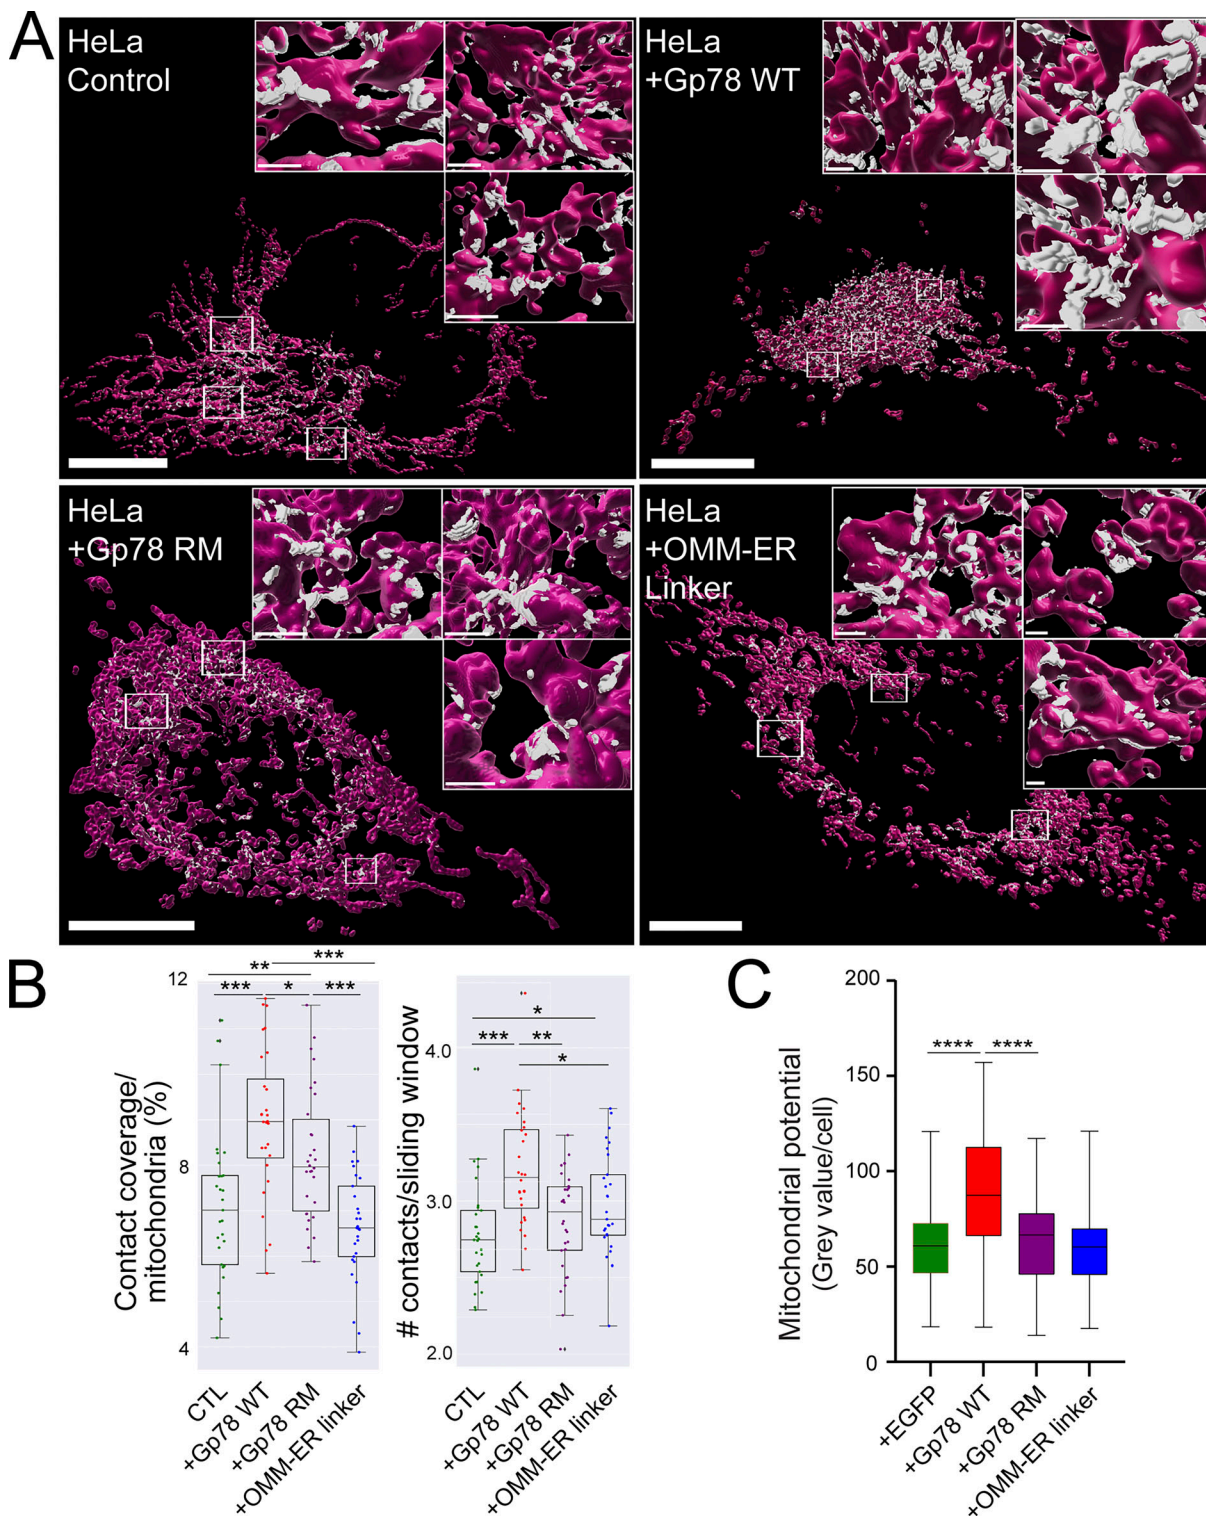 A
HeLa
Control
HeLa
+Gp78 WT
HeLa
+Gp78 RM
HeLa
+OMM-ER
Linker
B
Contact coverage/
mitochondria (%)
12
8
4
***
**
***
*
***
CTL
+Gp78 WT
+Gp78 RM
+OMM-ER linker
# contacts/sliding window
4.0
3.0
2.0
*
***
**
*
CTL
+Gp78 WT
+Gp78 RM
+OMM-ER linker
C
Mitochondrial potential
(Grey value/cell)
200
150
100
50
0
****
****
+EGFP
+Gp78 WT
+Gp78 RM
+OMM-ER linker